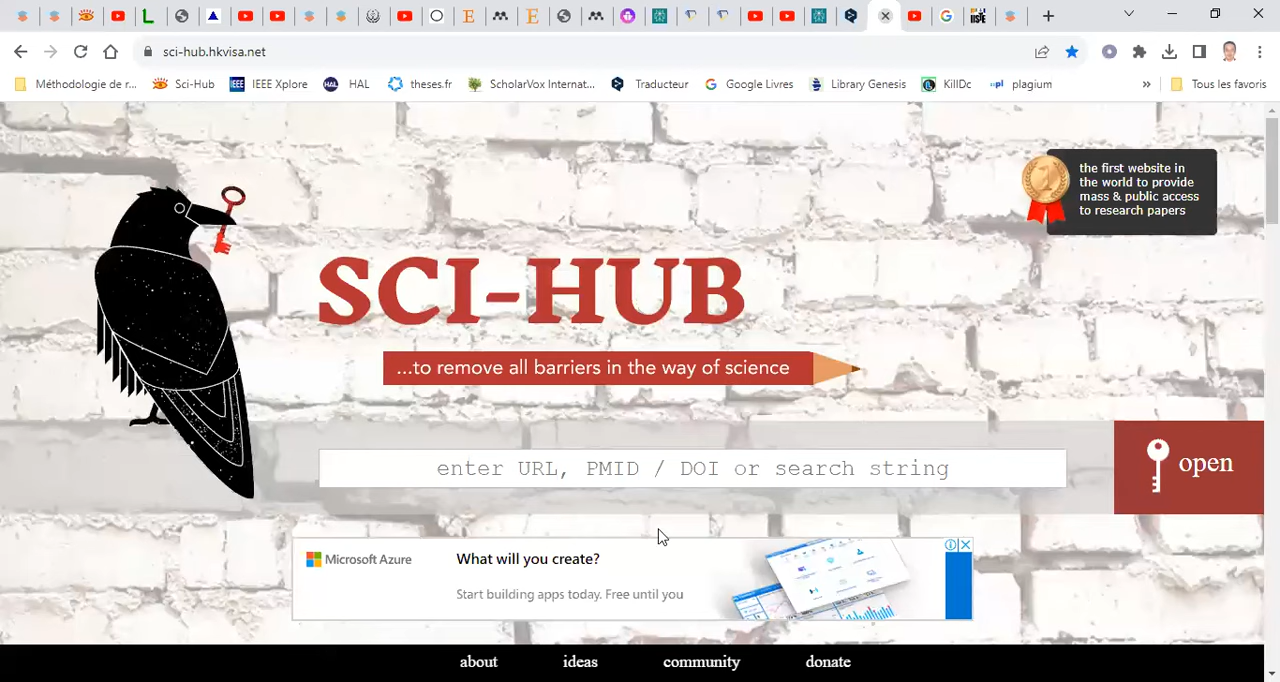 sci-hub.hkvisa.net
Méthodologie de r... Sci-Hub IEEE IEEE Xplore HAL HAL theses.fr ScholarVox Internat... Traducteur Google Livres Library Genesis KillDc pl plagium » Tous les favoris
the first website in
the world to provide
mass & public access
to research papers
SCI-HUB
...to remove all barriers in the way of science
enter URL, PMID / DOI or search string
open
Microsoft Azure
What will you create?
Start building apps today. Free until you
about ideas community donate